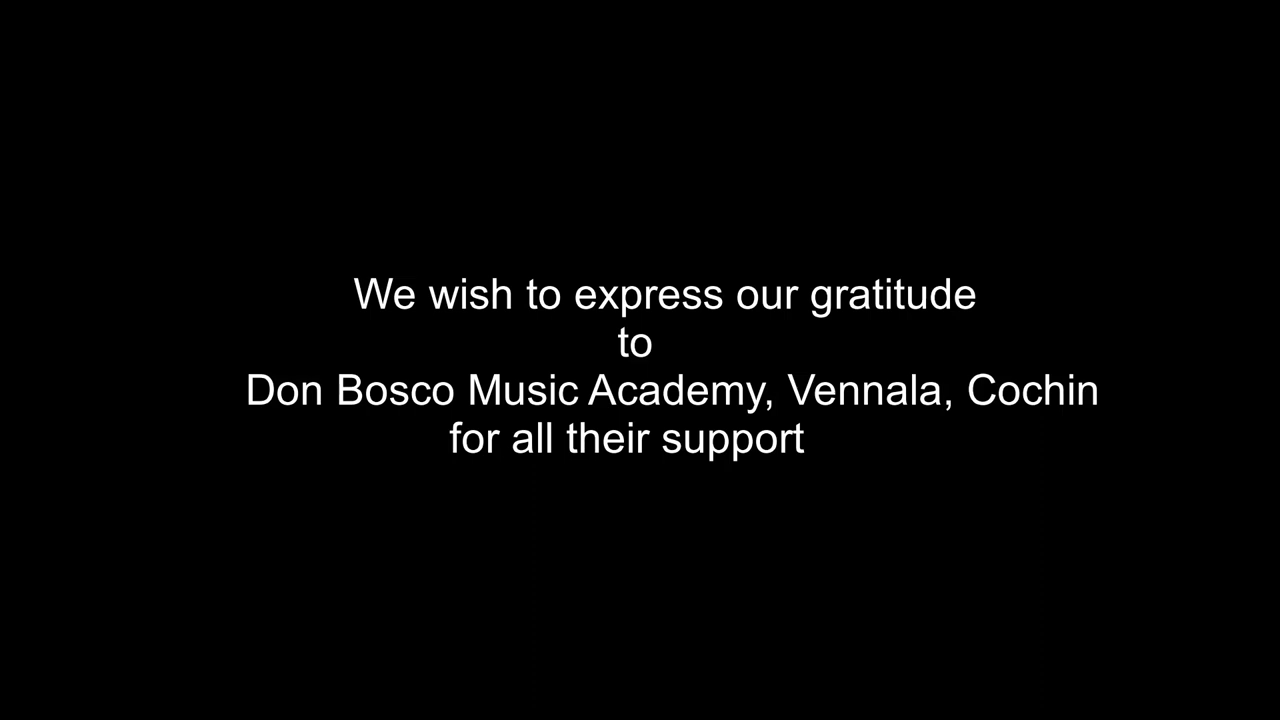 We wish to express our gratitude
to
Don Bosco Music Academy, Vennala, Cochin
for all their support